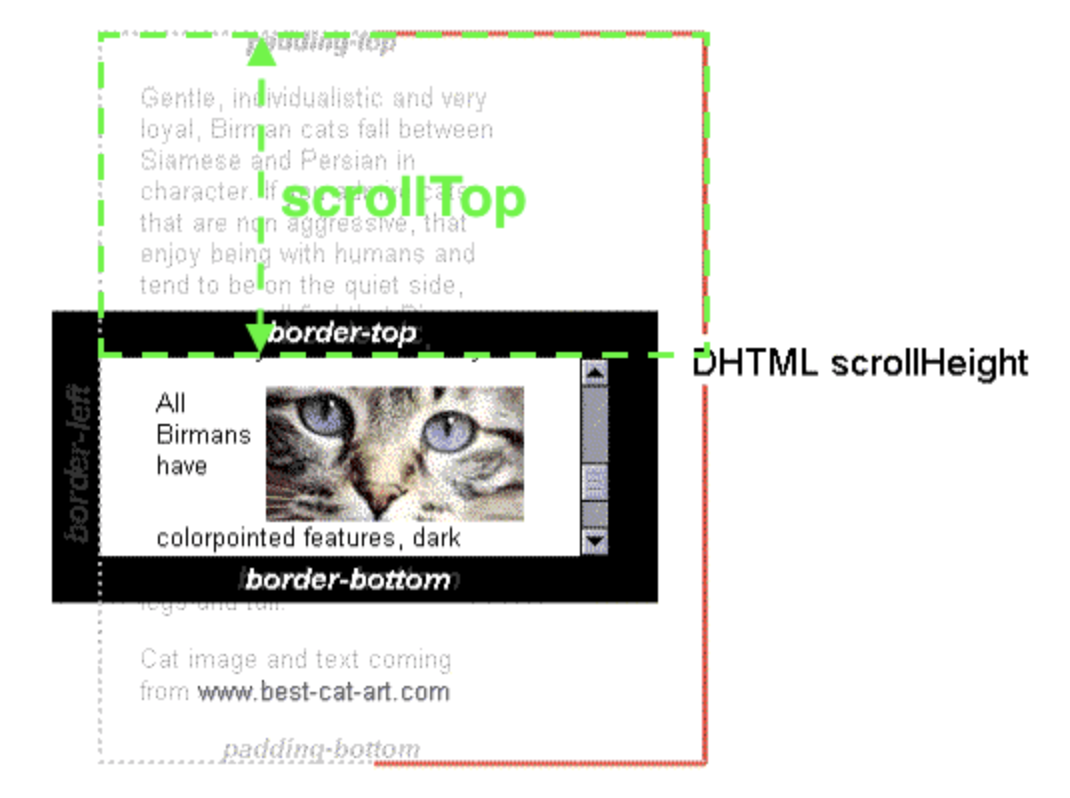 padding-top
Gentle, individualistic and very
loyal, Birman cats fall between
Siamese and Persian in
character. If you admire cats
scrollTop
that are non aggressive, that
enjoy being with humans and
tend to be on the quiet side,
border-top
DHTML scrollHeight
border-left
All
Birmans
have
colorpointed features, dark
border-bottom
legs and tail.
Cat image and text coming
from www.best-cat-art.com
padding-bottom